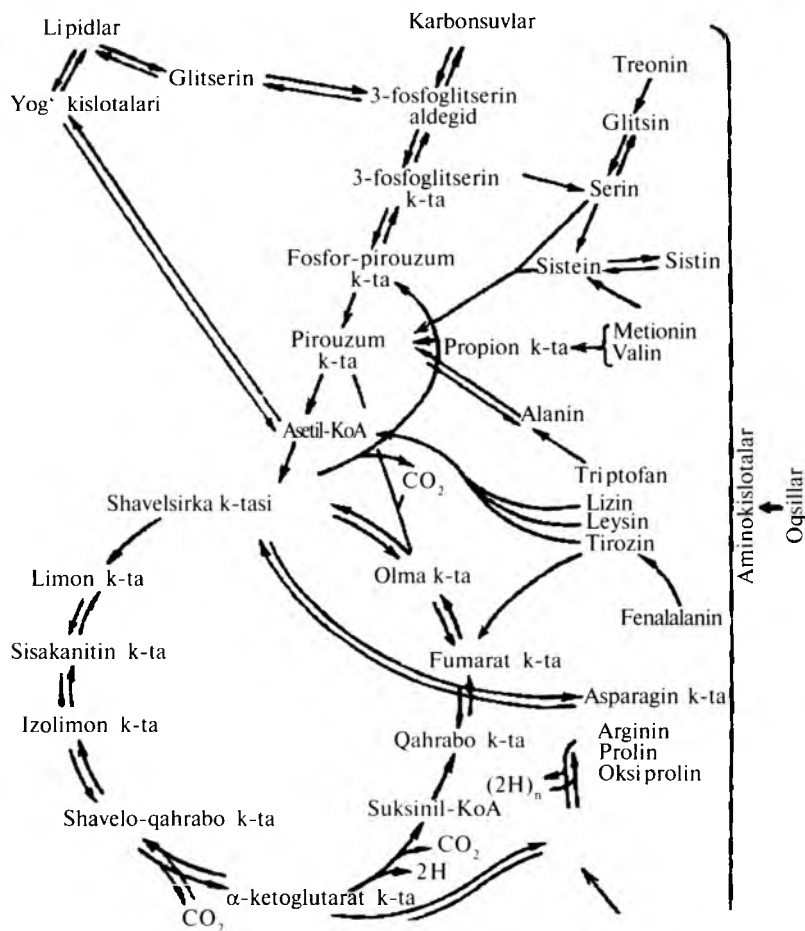 Lipidlar
Karbonsuvlar
Glitserin
Treonin
Yog‘ kislotalari
3-fosfoglitserin
aldegid
Glitsin
3-fosfoglitserin
k-ta
Serin
Fosfor-pirouzum
k-ta
Sistein
Sistin
Pirouzum
k-ta
Propion k-ta
Metionin
Valin
Alanin
Asetil-KoA
Triptofan
CO2
Shavelsirka k-tasi
Lizin
Leysin
Tirozin
Limon k-ta
Olma k-ta
Fenalalanin
Sisakanitin k-ta
Fumarat k-ta
Asparagin k-ta
Izolimon k-ta
Qahrabo k-ta
Arginin
Prolin
Oksiprolin
(2H)n
Suksinil-KoA
Shavelo-qahrabo k-ta
CO2
2H
α-ketoglutarat k-ta
CO2
Aminokislotalar
Oqsillar